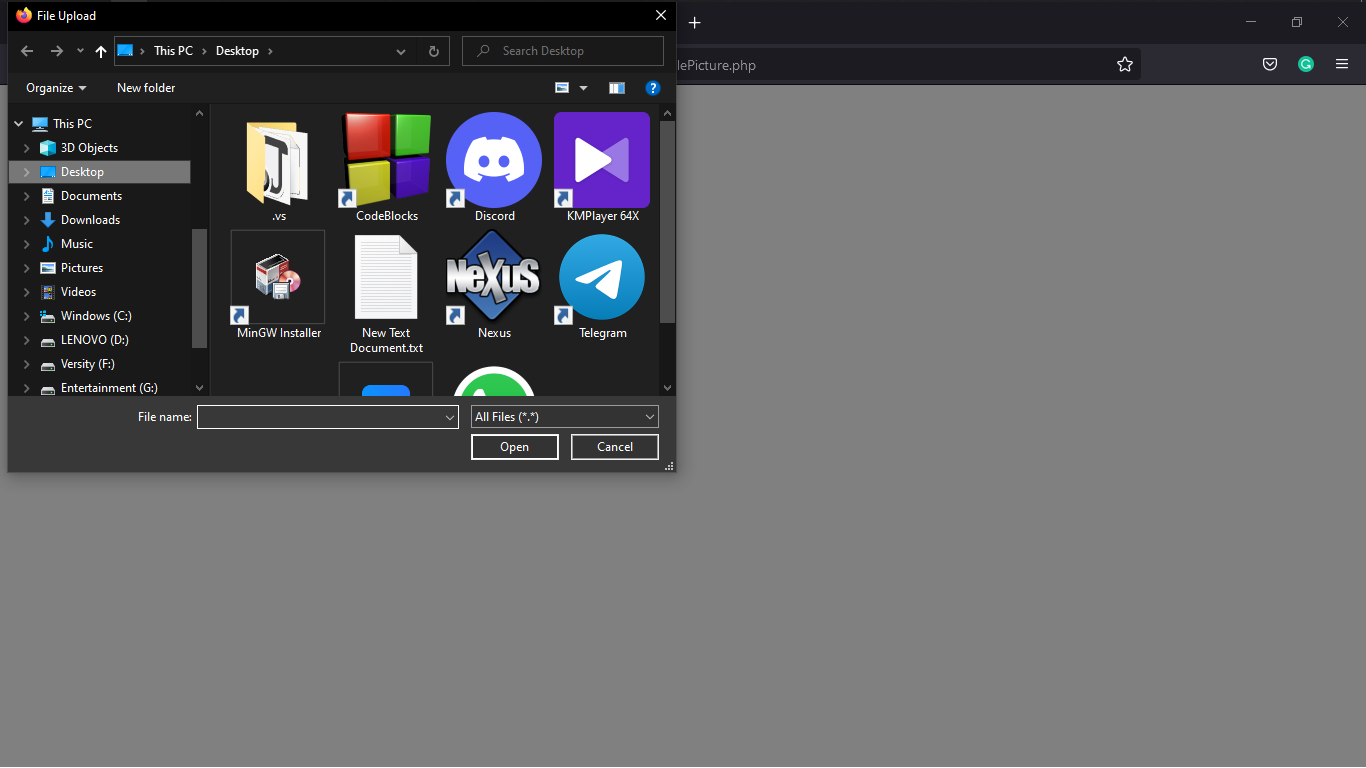 File Upload
This PC
Desktop
Search Desktop
lePicture.php
Organize
New folder
?
This PC
3D Objects
Desktop
Documents
Downloads
Music
Pictures
Videos
Windows (C:)
LENOVO (D:)
Versity (F:)
Entertainment (G:)
.vs
CodeBlocks
Discord
KMPlayer 64X
NeXuS
MinGW Installer
New Text
Document.txt
Nexus
Telegram
File name:
All Files (*.*)
Open
Cancel